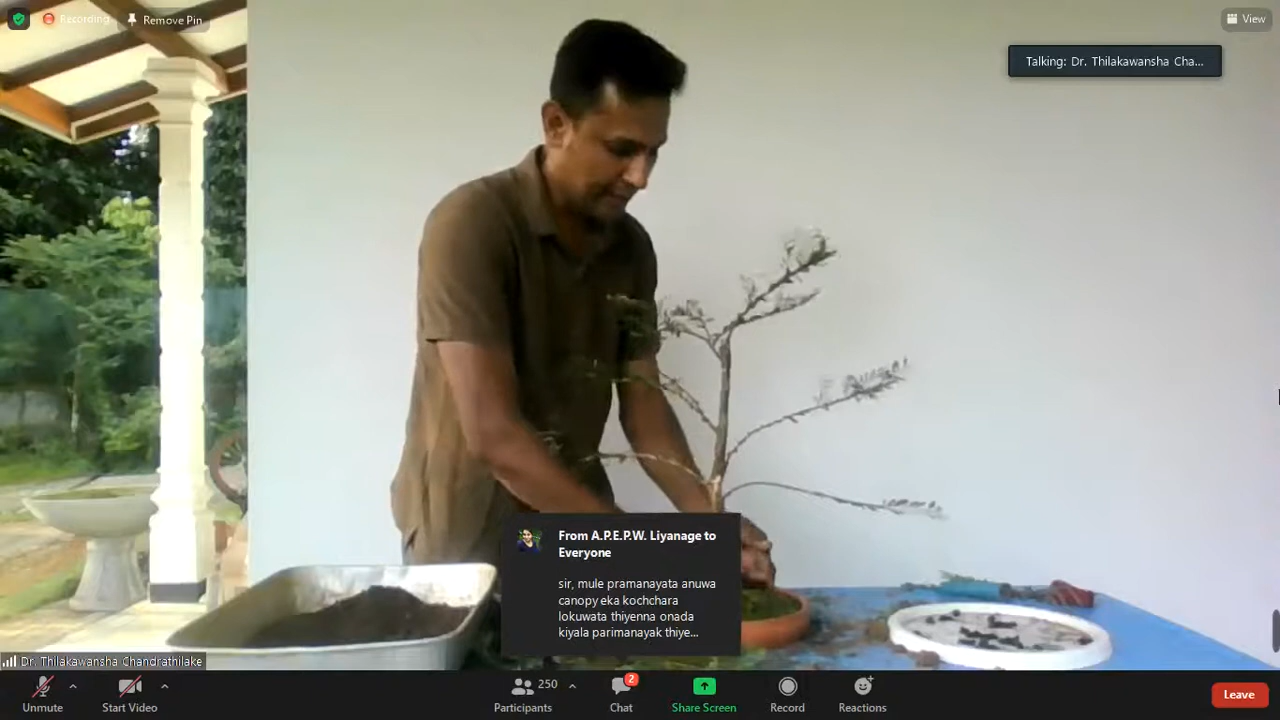 Recording
Remove Pin
View
Talking: Dr. Thilakawansha Cha...
From A.P.E.P.W. Liyanage to
Everyone
sir, mule pramanayata anuwa
canopy eka kochchara
lokuwata thiyenna onada
kiyala parimanayak thiye...
Dr. Thilakawansha Chandrathilake
Unmute
Start Video
Participants
250
Chat
2
Share Screen
Record
Reactions
Leave